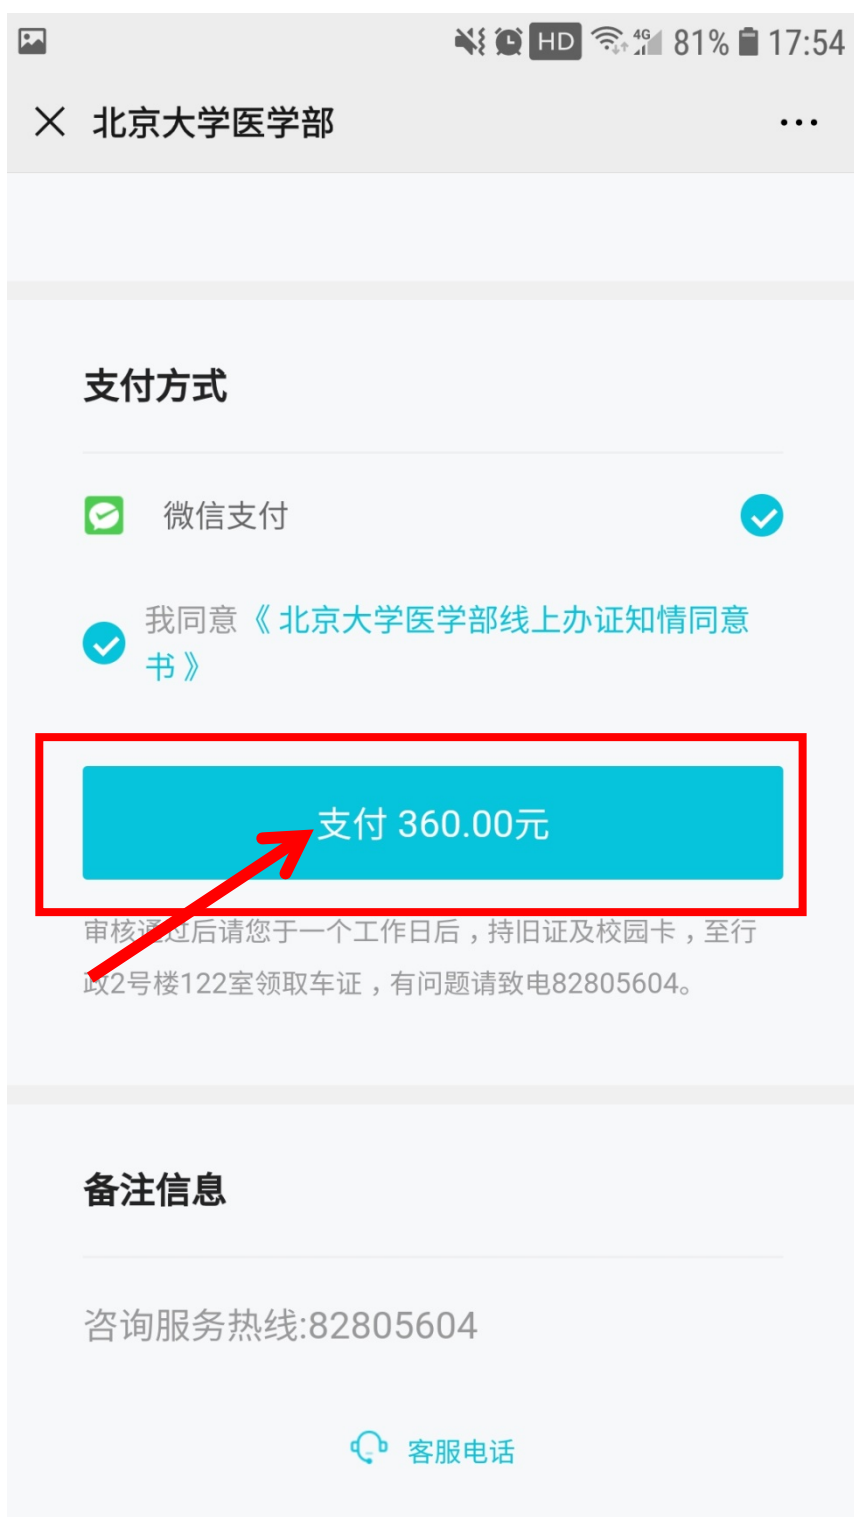 HD 4G 81% 17:54
北京大学医学部
支付方式
微信支付
我同意《北京大学医学部线上办证知情同意
书》
支付 360.00元
审核通过后请您于一个工作日后，持旧证及校园卡，至行
政2号楼122室领取车证，有问题请致电82805604。
备注信息
咨询服务热线:82805604
客服电话